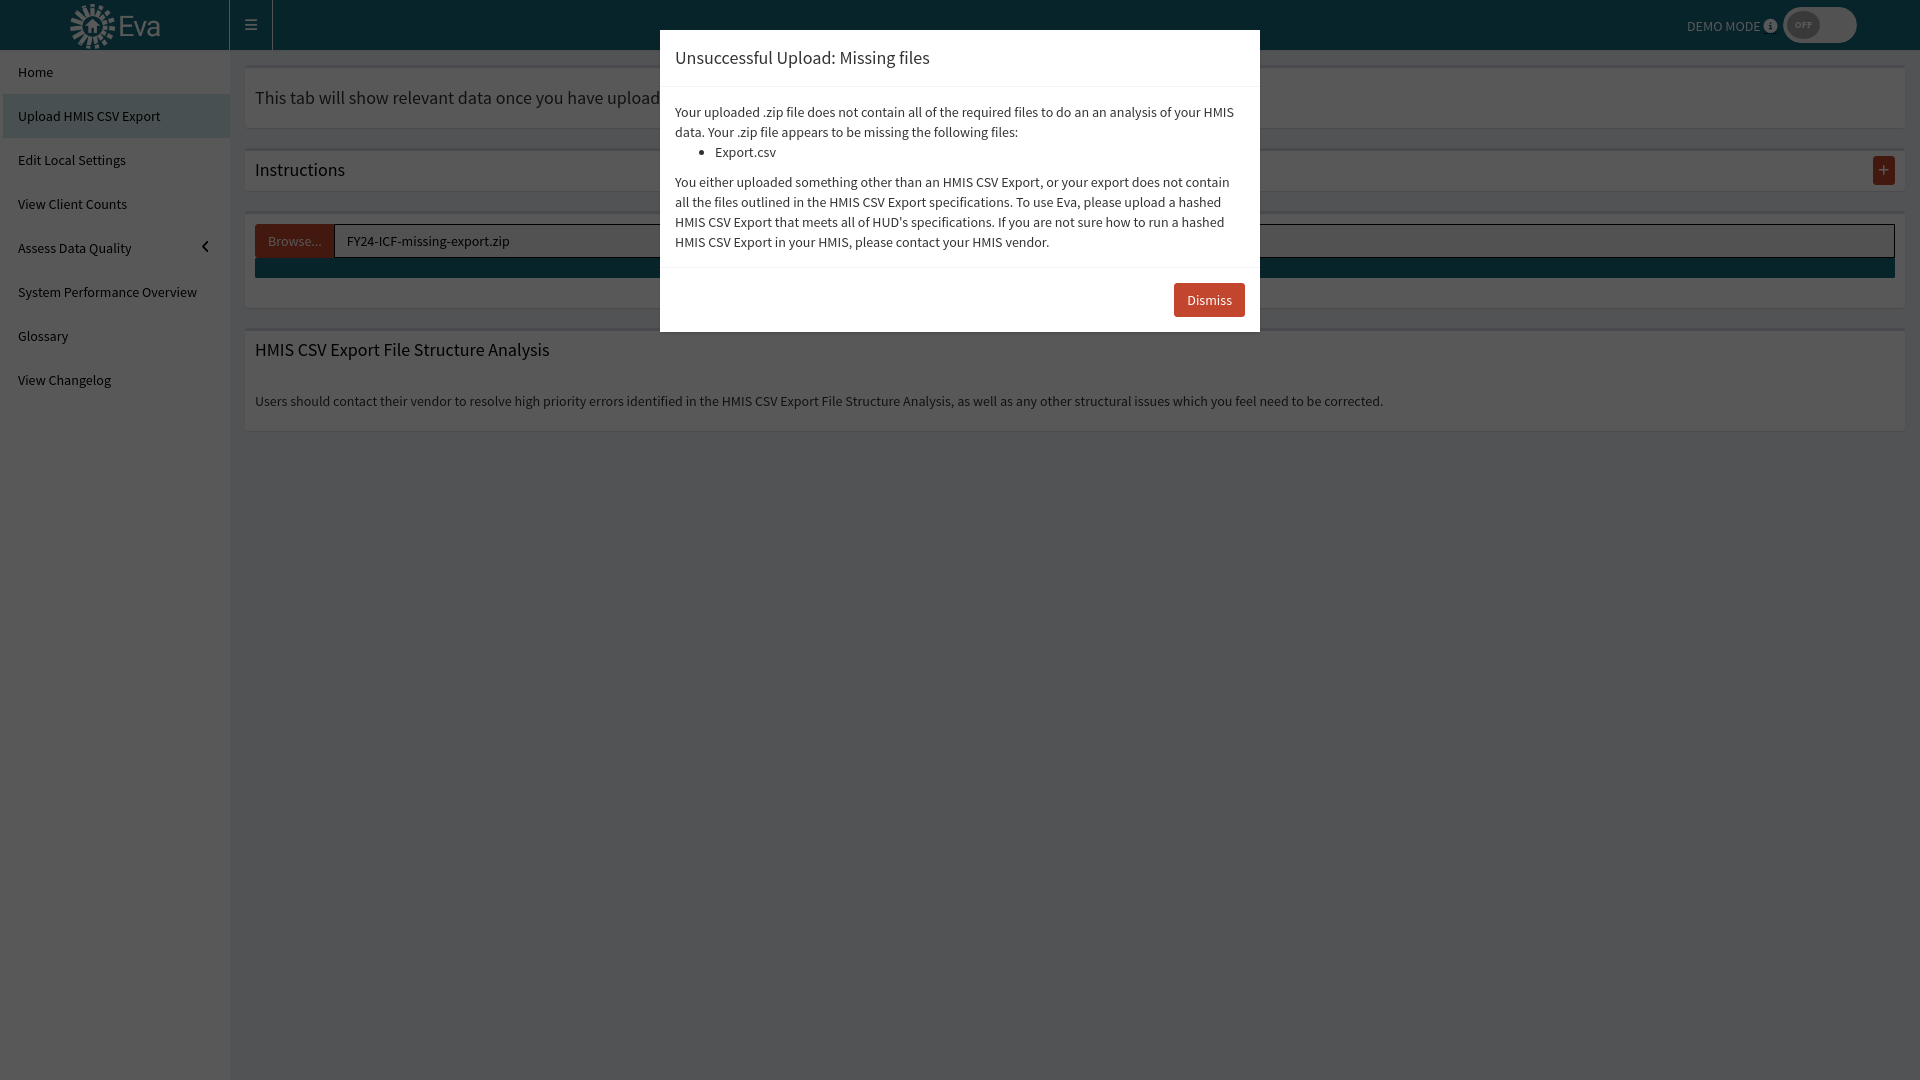 Eva
DEMO MODE
OFF
Home
Upload HMIS CSV Export
Edit Local Settings
View Client Counts
Assess Data Quality
System Performance Overview
Glossary
View Changelog
This tab will show relevant data once you have upload
Instructions
+
Browse...
FY24-ICF-missing-export.zip
HMIS CSV Export File Structure Analysis
Users should contact their vendor to resolve high priority errors identified in the HMIS CSV Export File Structure Analysis, as well as any other structural issues which you feel need to be corrected.
Unsuccessful Upload: Missing files
Your uploaded .zip file does not contain all of the required files to do an an analysis of your HMIS
data. Your .zip file appears to be missing the following files:
• Export.csv
You either uploaded something other than an HMIS CSV Export, or your export does not contain
all the files outlined in the HMIS CSV Export specifications. To use Eva, please upload a hashed
HMIS CSV Export that meets all of HUD's specifications. If you are not sure how to run a hashed
HMIS CSV Export in your HMIS, please contact your HMIS vendor.
Dismiss